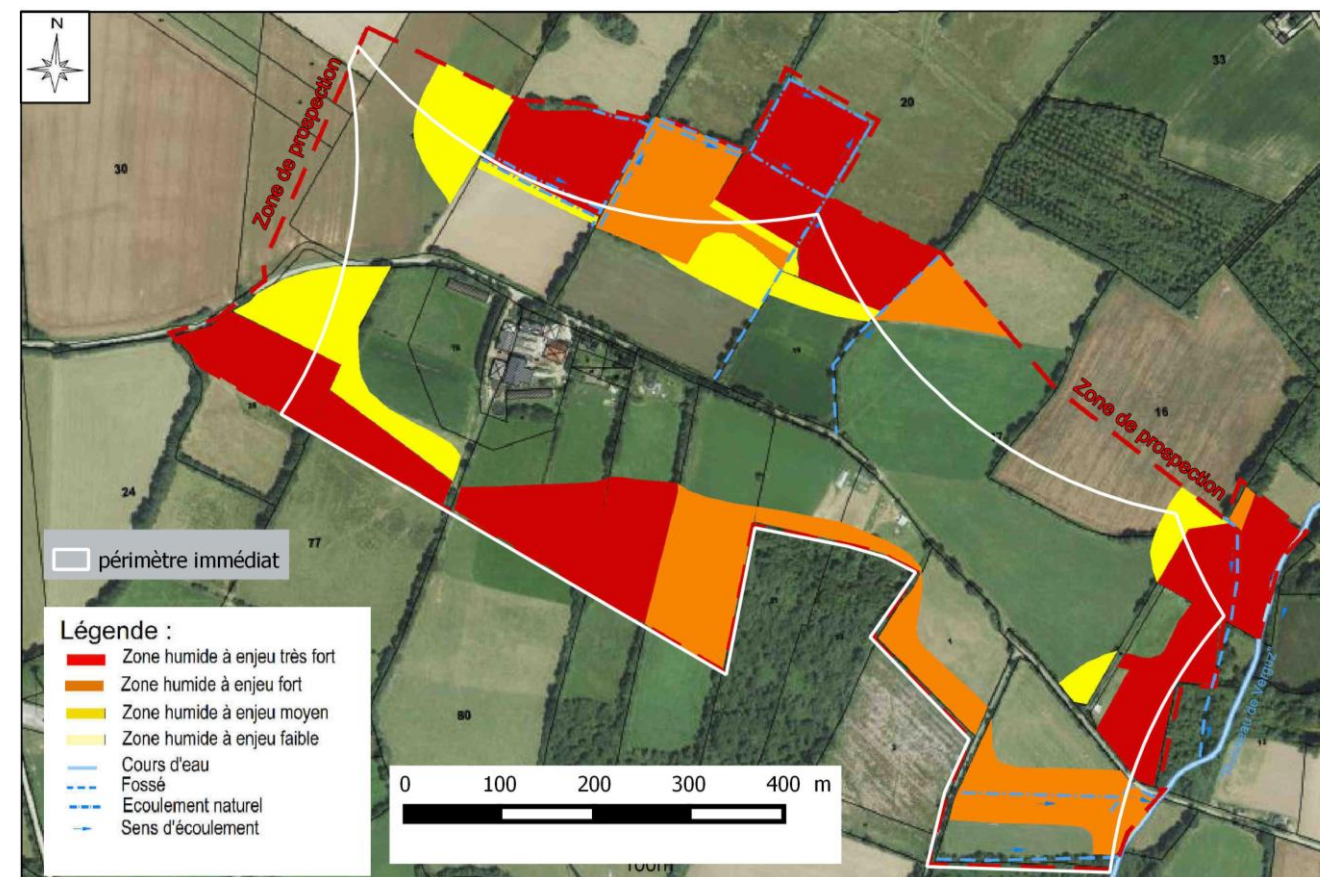 N
Zone de prospection
30
20
33
16
24
77
80
Zone de prospection
périmètre immédiat
Légende :
Zone humide à enjeu très fort
Zone humide à enjeu fort
Zone humide à enjeu moyen
Zone humide à enjeu faible
Cours d'eau
Fossé
Ecoulement naturel
Sens d'écoulement
0 100 200 300 400 m